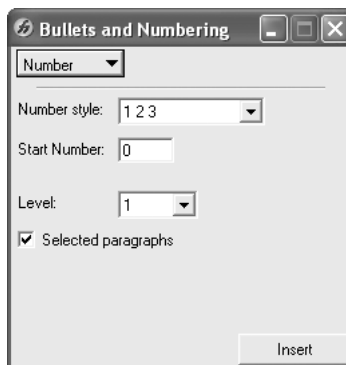 Bullets and Numbering
Number
Number style: 1 2 3
Start Number: 0
Level: 1
Selected paragraphs
Insert